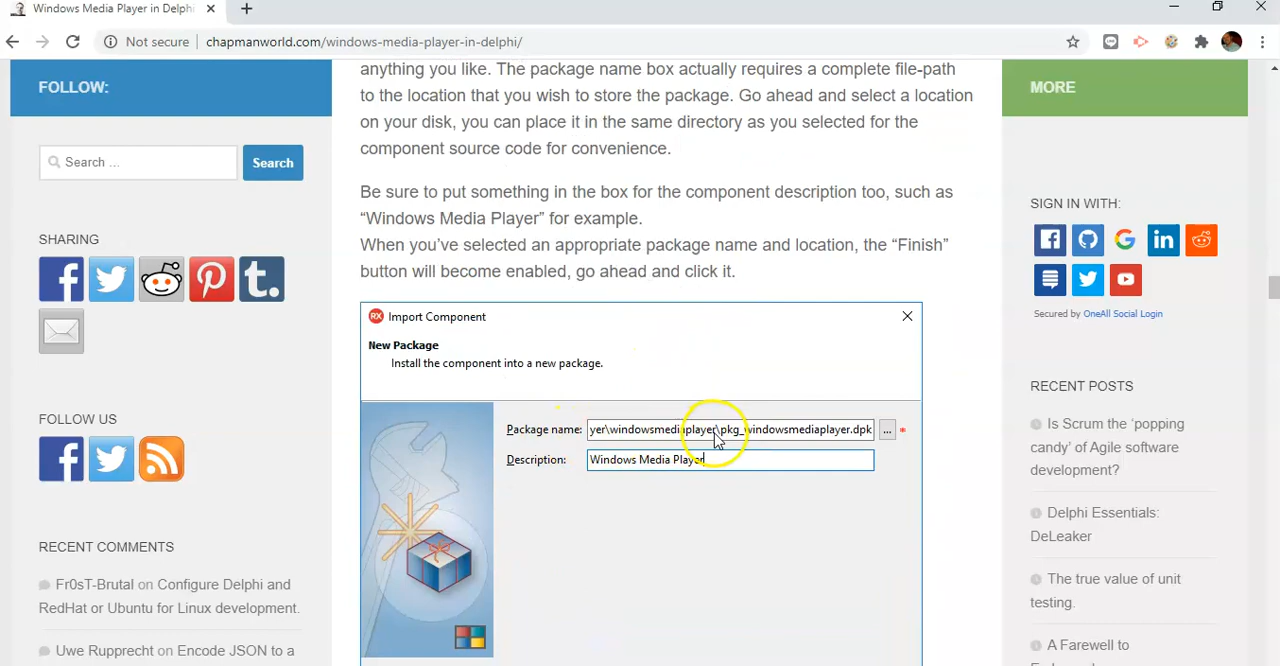 Windows Media Player in Delphi
Not secure
chapmanworld.com/windows-media-player-in-delphi/
FOLLOW:
Search ...
Search
SHARING
FOLLOW US
RECENT COMMENTS
Fr0sT-Brutal on Configure Delphi and
RedHat or Ubuntu for Linux development.
Uwe Rupprecht on Encode JSON to a
anything you like. The package name box actually requires a complete file-path
to the location that you wish to store the package. Go ahead and select a location
on your disk, you can place it in the same directory as you selected for the
component source code for convenience.
Be sure to put something in the box for the component description too, such as
“Windows Media Player” for example.
When you’ve selected an appropriate package name and location, the “Finish”
button will become enabled, go ahead and click it.
RX Import Component
New Package
Install the component into a new package.
Package name: yer\windowsmediaplayer\pkg_windowsmediaplayer.dpk ... *
Description: Windows Media Player
MORE
SIGN IN WITH:
Secured by OneAll Social Login
RECENT POSTS
Is Scrum the ‘popping
candy’ of Agile software
development?
Delphi Essentials:
DeLeaker
The true value of unit
testing.
A Farewell to